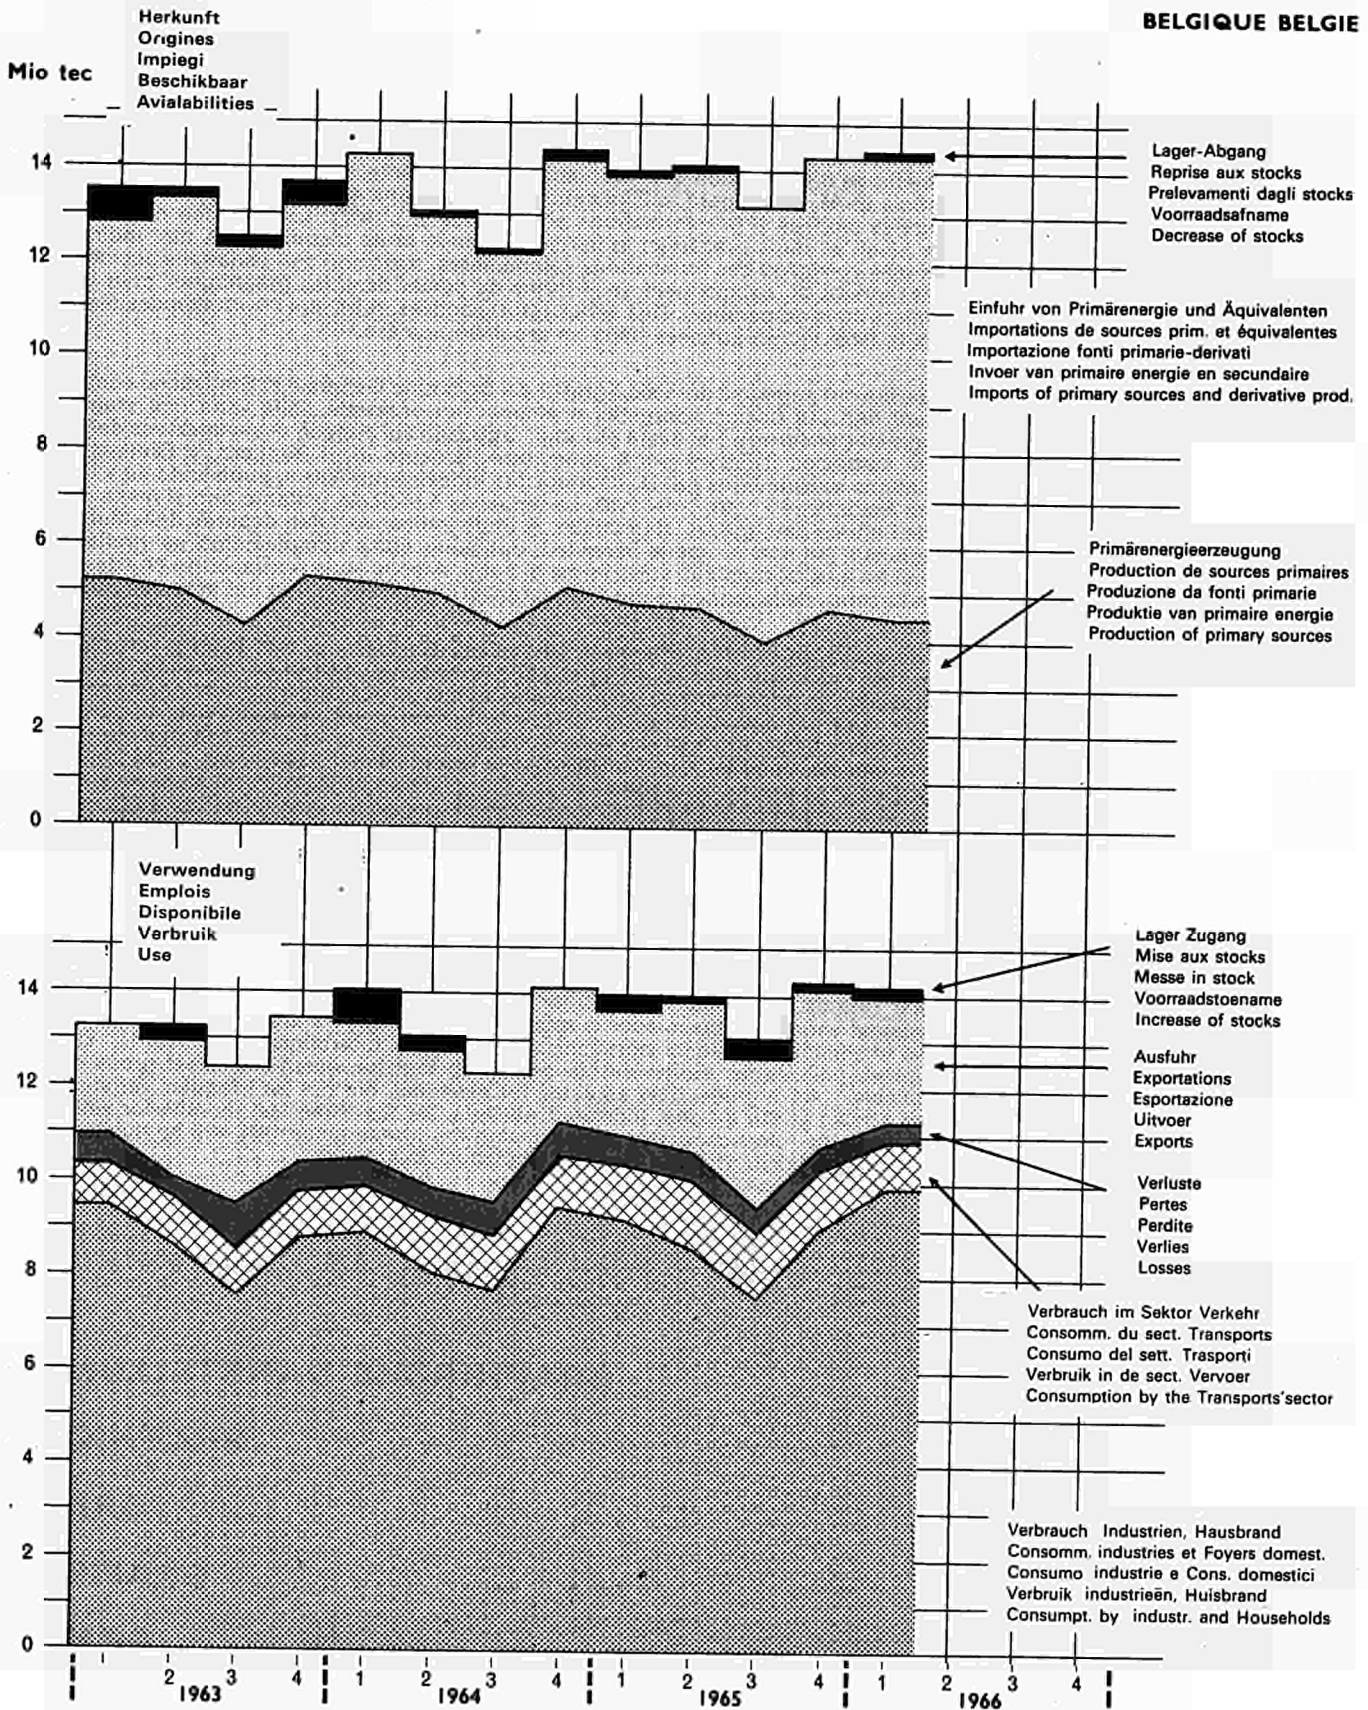 Herkunft
Origines
Impiegi
Beschikbaar
Avialabilities
BELGIQUE BELGIE
Mio tec
14
12
10
8
6
4
2
0
Lager-Abgang
Reprise aux stocks
Prelevamenti dagli stocks
Voorraadsafname
Decrease of stocks
Einfuhr von Primärenergie und Äquivalenten
Importations de sources prim. et équivalentes
Importazione fonti primarie-derivati
Invoer van primaire energie en secundaire
Imports of primary sources and derivative prod.
Primärenergieerzeugung
Production de sources primaires
Produzione da fonti primarie
Produktie van primaire energie
Production of primary sources
Verwendung
Emplois
Disponibile
Verbruik
Use
14
12
10
8
6
4
2
0
Lager Zugang
Mise aux stocks
Messe in stock
Voorraadstoename
Increase of stocks
Ausfuhr
Exportations
Esportazione
Uitvoer
Exports
Verluste
Pertes
Perdite
Verlies
Losses
Verbrauch im Sektor Verkehr
Consomm. du sect. Transports
Consumo del sett. Trasporti
Verbruik in de sect. Vervoer
Consumption by the Transports'sector
Verbrauch Industrien, Hausbrand
Consomm. industries et Foyers domest.
Consumo industrie e Cons. domestici
Verbruik industrieën, Huisbrand
Consumpt. by industr. and Households
2 3 4 1 2 3 4 1 2 3 4 1 2 3 4
1963 1964 1965 1966